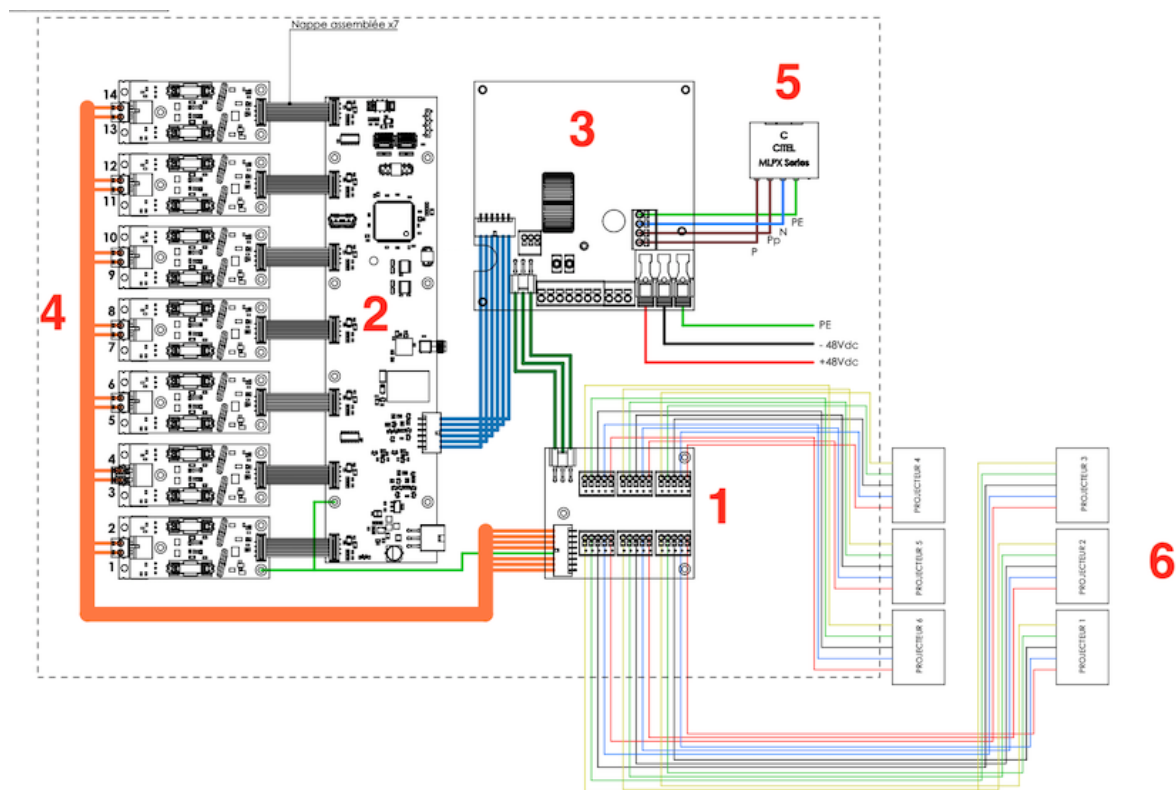 Nappe assemblée x7
14
13
12
11
10
9
8
7
6
5
4
3
2
1
4
2
3
5
C
CITEL
MLPX Series
PE
N
Pp
P
PE
- 48Vdc
+48Vdc
1
PROJECTEUR 4
PROJECTEUR 5
PROJECTEUR 6
PROJECTEUR 3
PROJECTEUR 2
PROJECTEUR 1
6